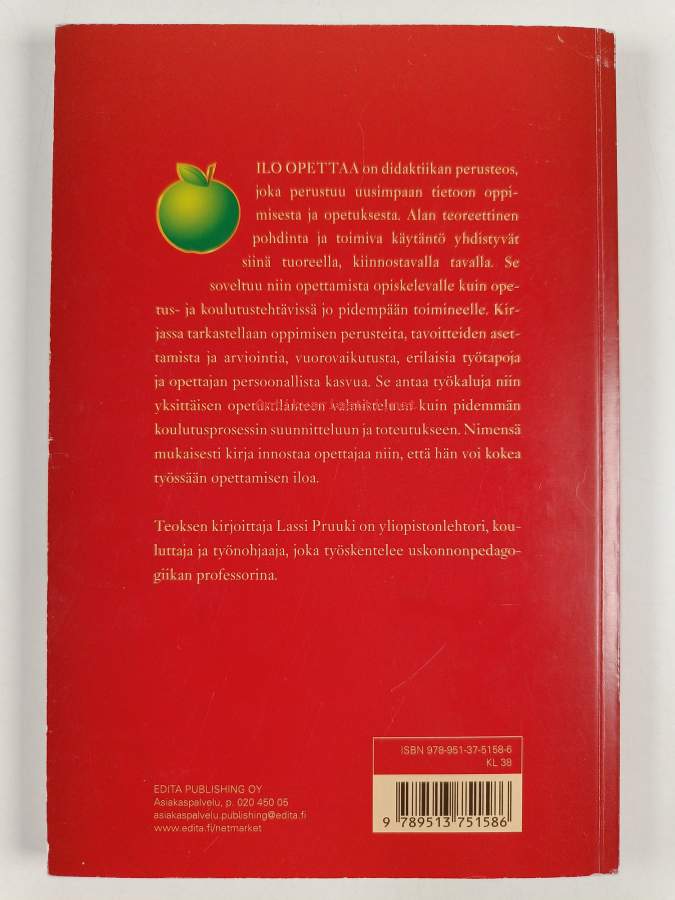 ILO OPETTAA on didaktiikan perusteos,
joka perustuu uusimpaan tietoon oppi-
misesta ja opetuksesta. Alan teoreettinen
pohdinta ja toimiva käytäntö yhdistyvät
siinä tuoreella, kiinnostavalla tavalla. Se
soveltuu niin opettamista opiskelevalle kuin ope-
tus- ja koulutustehtävissä jo pidempään toimineelle. Kir-
jassa tarkastellaan oppimisen perusteita, tavoitteiden aset-
tamista ja arviointia, vuorovaikutusta, erilaisia työtapoja
ja opettajan persoonallista kasvua. Se antaa työkaluja niin
yksittäisen opetustilanteen valmisteluun kuin pidemmän
koulutusprosessin suunnitteluun ja toteutukseen. Nimensä
mukaisesti kirja innostaa opettajaa niin, että hän voi kokea
työssään opettamisen iloa.
Teoksen kirjoittaja Lassi Pruuki on yliopistonlehtori, kou-
luttaja ja työnohjaaja, joka työskentelee uskonnonpedago-
giikan professorina.
ISBN 978-951-37-5158-6
KL 38
EDITA PUBLISHING OY
Asiakaspalvelu, p. 020 450 05
asiakaspalvelu.publishing@edita.fi
www.edita.fi/netmarket
9 789513 751586